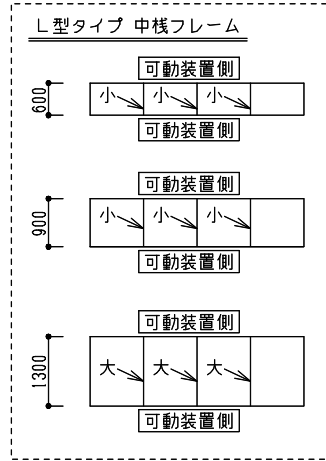 L型タイプ 中桟フレーム
可動装置側
600
小 小 小
可動装置側
可動装置側
900
小 小 小
可動装置側
可動装置側
1300
大 大 大
可動装置側